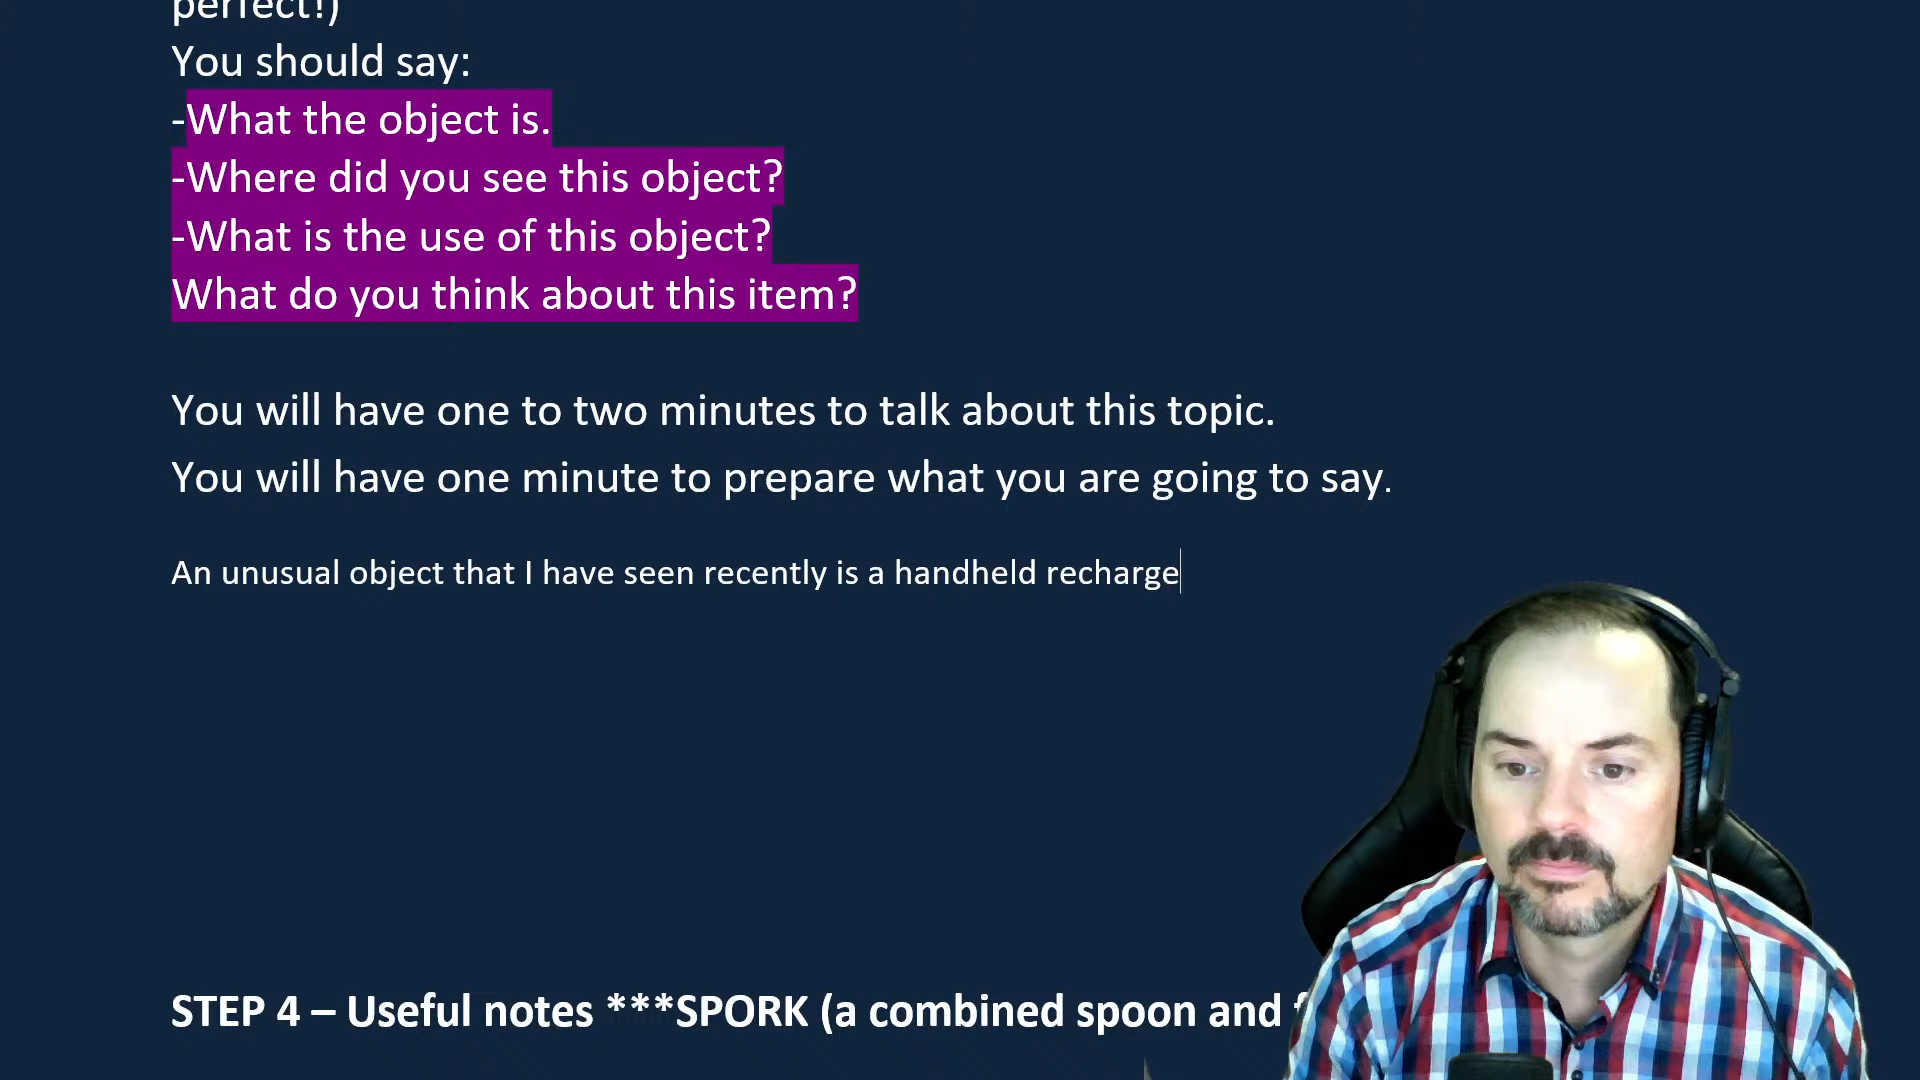 perfect!)
You should say:
-What the object is.
-Where did you see this object?
-What is the use of this object?
What do you think about this item?
You will have one to two minutes to talk about this topic.
You will have one minute to prepare what you are going to say.
An unusual object that I have seen recently is a handheld recharge
STEP 4 – Useful notes ***SPORK (a combined spoon and